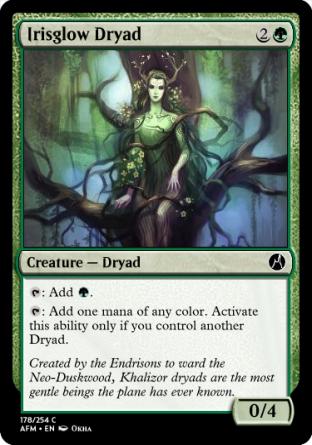 Irisglow Dryad 2
Creature — Dryad
: Add .
: Add one mana of any color. Activate
this ability only if you control another
Dryad.
Created by the Endrisons to ward the
Neo-Duskwood, Khalizor dryads are the most
gentle beings the plane has ever known.
0/4
178/254 C
AFM • EN Okha